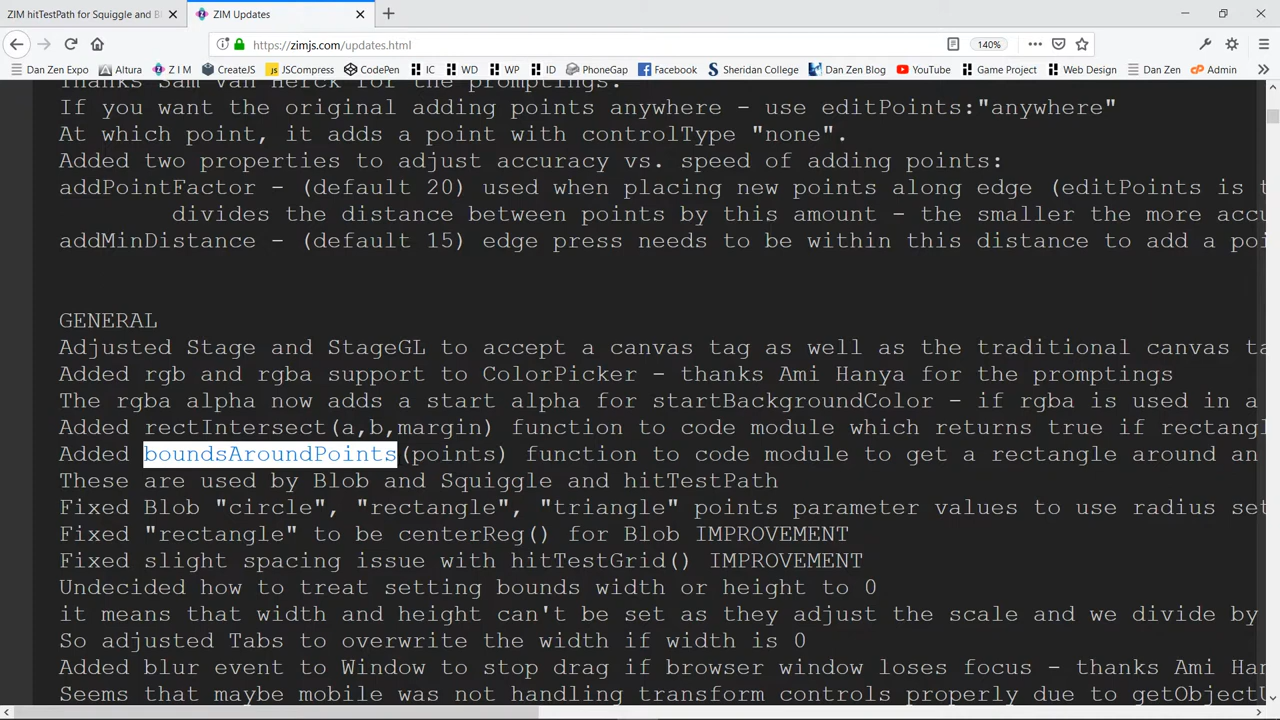 ZIM hitTestPath for Squiggle and Bl
ZIM Updates
https://zimjs.com/updates.html
140%
Dan Zen Expo Altura Z I M CreateJS JSCompress CodePen IC WD WP ID PhoneGap Facebook Sheridan College Dan Zen Blog YouTube Game Project Web Design Dan Zen Admin
Thanks Sam Van Herck for the promptings.
If you want the original adding points anywhere - use editPoints:"anywhere"
At which point, it adds a point with controlType "none".
Added two properties to adjust accuracy vs. speed of adding points:
addPointFactor - (default 20) used when placing new points along edge (editPoints is t
divides the distance between points by this amount - the smaller the more accu
addMinDistance - (default 15) edge press needs to be within this distance to add a poi
GENERAL
Adjusted Stage and StageGL to accept a canvas tag as well as the traditional canvas ta
Added rgb and rgba support to ColorPicker - thanks Ami Hanya for the promptings
The rgba alpha now adds a start alpha for startBackgroundColor - if rgba is used in a
Added rectIntersect(a,b,margin) function to code module which returns true if rectangl
Added boundsAroundPoints(points) function to code module to get a rectangle around an
These are used by Blob and Squiggle and hitTestPath
Fixed Blob "circle", "rectangle", "triangle" points parameter values to use radius set
Fixed "rectangle" to be centerReg() for Blob IMPROVEMENT
Fixed slight spacing issue with hitTestGrid() IMPROVEMENT
Undecided how to treat setting bounds width or height to 0
it means that width and height can't be set as they adjust the scale and we divide by
So adjusted Tabs to overwrite the width if width is 0
Added blur event to Window to stop drag if browser window loses focus - thanks Ami Han
Seems that maybe mobile was not handling transform controls properly due to getObjectU